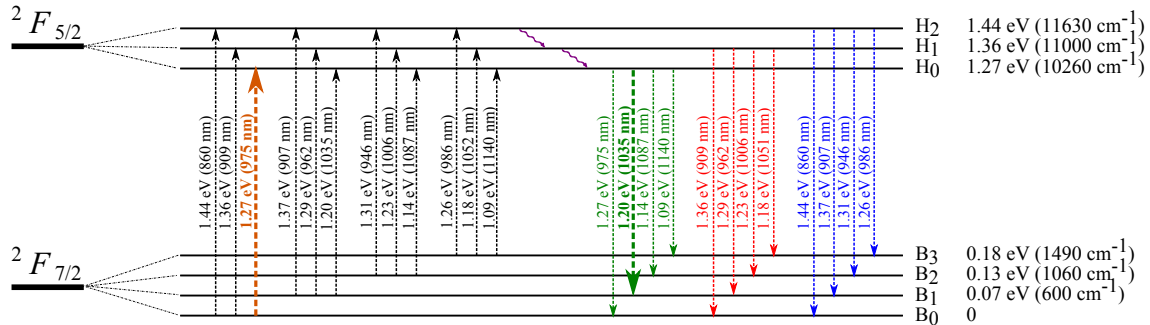 2 F 5/2
H2 1.44 eV (11630 cm-1)
H1 1.36 eV (11000 cm-1)
H0 1.27 eV (10260 cm-1)
1.44 eV (860 nm)
1.36 eV (909 nm)
1.27 eV (975 nm)
1.37 eV (907 nm)
1.29 eV (962 nm)
1.20 eV (1035 nm)
1.31 eV (946 nm)
1.23 eV (1006 nm)
1.14 eV (1087 nm)
1.26 eV (986 nm)
1.18 eV (1052 nm)
1.09 eV (1140 nm)
1.27 eV (975 nm)
1.20 eV (1035 nm)
1.14 eV (1087 nm)
1.09 eV (1140 nm)
1.36 eV (909 nm)
1.29 eV (962 nm)
1.23 eV (1006 nm)
1.18 eV (1051 nm)
1.44 eV (860 nm)
1.37 eV (907 nm)
1.31 eV (946 nm)
1.26 eV (986 nm)
2 F 7/2
B3 0.18 eV (1490 cm-1)
B2 0.13 eV (1060 cm-1)
B1 0.07 eV (600 cm-1)
B0 0